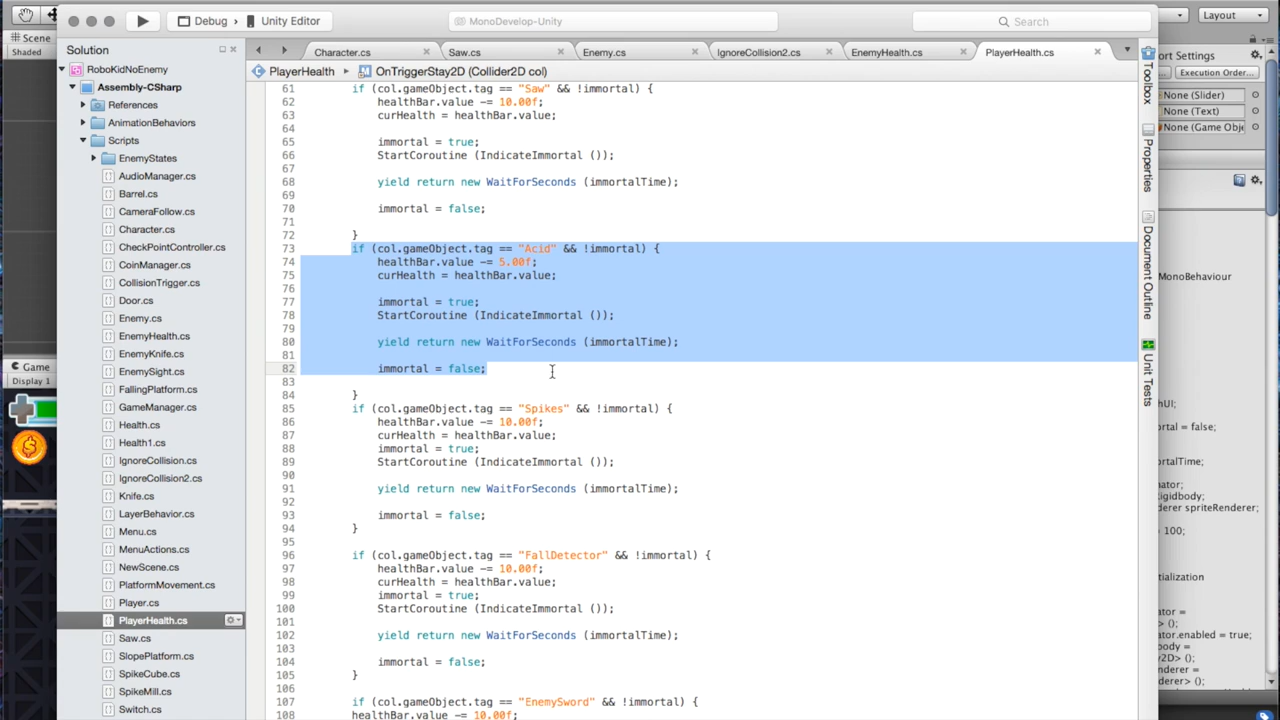 Debug
Unity Editor
MonoDevelop-Unity
Search
Layout
Scene
Shaded
Solution
Character.cs
Saw.cs
Enemy.cs
IgnoreCollision2.cs
EnemyHealth.cs
PlayerHealth.cs
PlayerHealth
OnTriggerStay2D (Collider2D col)
ort Settings
Execution Order...
None (Slider)
None (Text)
None (Game Obje
MonoBehaviour
lthUI;
ortal = false;
ortalTime;
ator;
igidbody;
erer spriteRenderer;
= 100;
nitialization
ator =
> ();
ator.enabled = true;
body =
y2D> ();
nderer =
derer> ();
Toolbox
Properties
Document Outline
Unit Tests
RoboKidNoEnemy
Assembly-CSharp
References
AnimationBehaviors
Scripts
EnemyStates
AudioManager.cs
Barrel.cs
CameraFollow.cs
Character.cs
CheckPointController.cs
CoinManager.cs
CollisionTrigger.cs
Door.cs
Enemy.cs
EnemyHealth.cs
EnemyKnife.cs
EnemySight.cs
FallingPlatform.cs
GameManager.cs
Health.cs
Health1.cs
IgnoreCollision.cs
IgnoreCollision2.cs
Knife.cs
LayerBehavior.cs
Menu.cs
MenuActions.cs
NewScene.cs
PlatformMovement.cs
Player.cs
PlayerHealth.cs
Saw.cs
SlopePlatform.cs
SpikeCube.cs
SpikeMill.cs
Switch.cs
Game
Display 1
61 if (col.gameObject.tag == "Saw" && !immortal) {
62 healthBar.value -= 10.00f;
63 curHealth = healthBar.value;
64
65 immortal = true;
66 StartCoroutine (IndicateImmortal ());
67
68 yield return new WaitForSeconds (immortalTime);
69
70 immortal = false;
71
72 }
73 if (col.gameObject.tag == "Acid" && !immortal) {
74 healthBar.value -= 5.00f;
75 curHealth = healthBar.value;
76
77 immortal = true;
78 StartCoroutine (IndicateImmortal ());
79
80 yield return new WaitForSeconds (immortalTime);
81
82 immortal = false;
83
84 }
85 if (col.gameObject.tag == "Spikes" && !immortal) {
86 healthBar.value -= 10.00f;
87 curHealth = healthBar.value;
88 immortal = true;
89 StartCoroutine (IndicateImmortal ());
90
91 yield return new WaitForSeconds (immortalTime);
92
93 immortal = false;
94 }
95
96 if (col.gameObject.tag == "FallDetector" && !immortal) {
97 healthBar.value -= 10.00f;
98 curHealth = healthBar.value;
99 immortal = true;
100 StartCoroutine (IndicateImmortal ());
101
102 yield return new WaitForSeconds (immortalTime);
103
104 immortal = false;
105 }
106
107 if (col.gameObject.tag == "EnemySword" && !immortal) {
108 healthBar.value -= 10.00f;